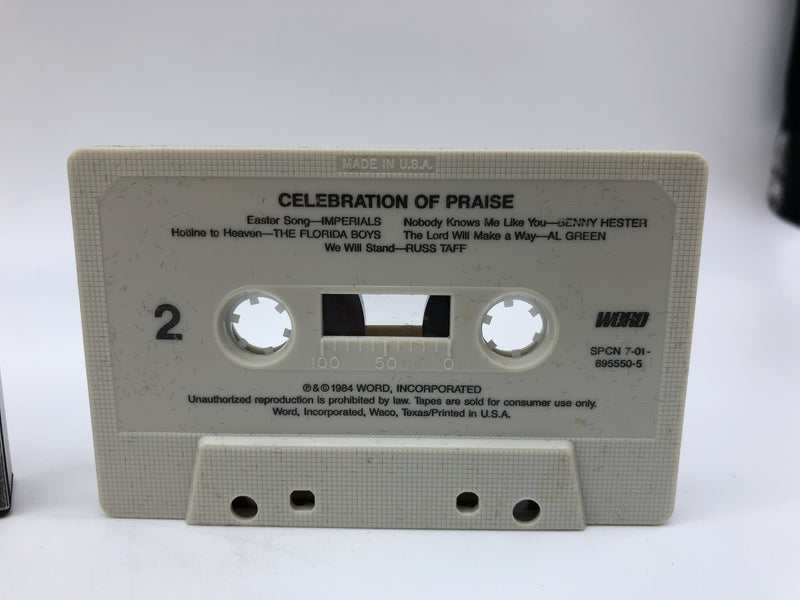 MADE IN U.S.A.
CELEBRATION OF PRAISE
Easter Song—IMPERIALS
Hotline to Heaven—THE FLORIDA BOYS
Nobody Knows Me Like You—BENNY HESTER
The Lord Will Make a Way—AL GREEN
We Will Stand—RUSS TAFF
2
WORD
SPCN 7-01-
895550-5
100 50 0
℗&©1984 WORD, INCORPORATED
Unauthorized reproduction is prohibited by law. Tapes are sold for consumer use only.
Word, Incorporated, Waco, Texas/Printed in U.S.A.